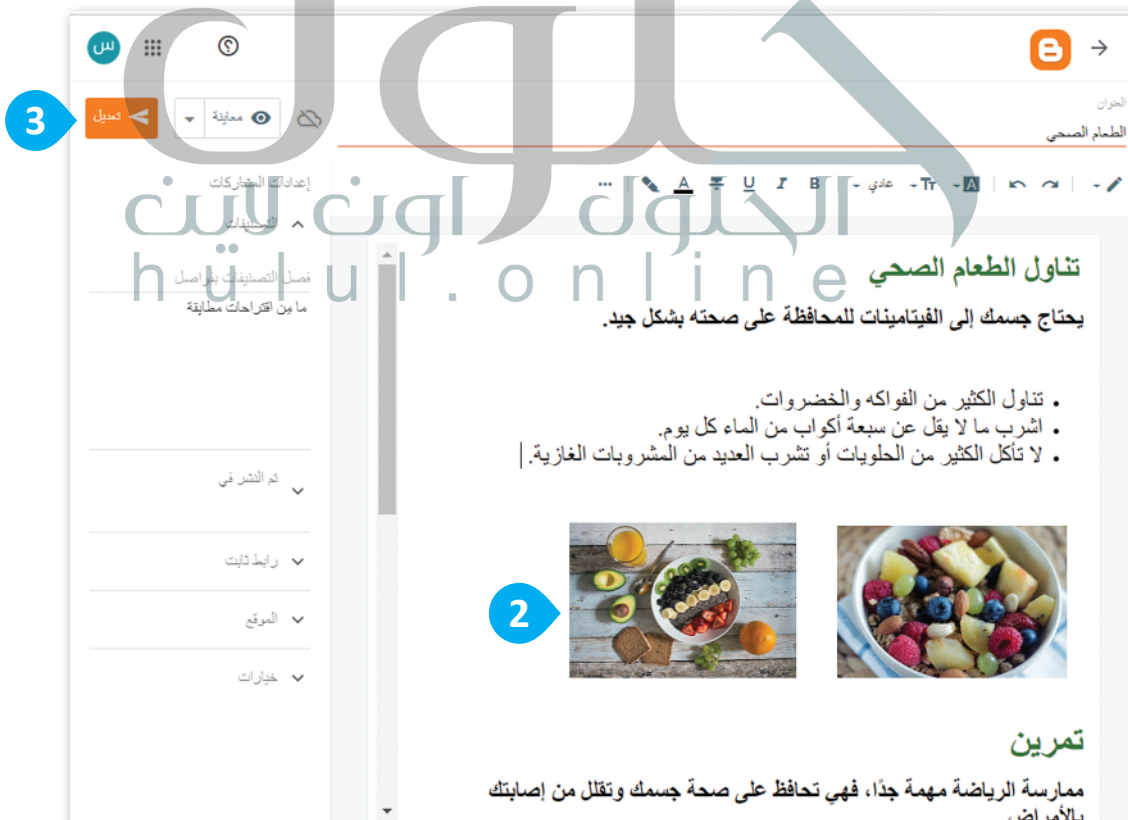 س
العنوان
الطعام الصحي
3
تعديل
معاينة
عادي
B I U A
إعدادات المشاركات
التصنيفات
فصل التصنيفات بفواصل
ما من اقتراحات مطابقة
تم النشر في
رابط ثابت
الموقع
خيارات
حلول
الحلول اون لاين
hulul.online
تناول الطعام الصحي
يحتاج جسمك إلى الفيتامينات للمحافظة على صحته بشكل جيد.
• تناول الكثير من الفواكه والخضروات.
• اشرب ما لا يقل عن سبعة أكواب من الماء كل يوم.
• لا تأكل الكثير من الحلويات أو تشرب العديد من المشروبات الغازية.
2
تمرين
ممارسة الرياضة مهمة جدًا، فهي تحافظ على صحة جسمك وتقلل من إصابتك
بالأمراض